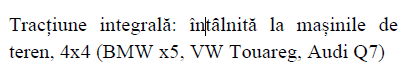 Tracțiune integrală: întâlnită la mașinile de
teren, 4x4 (BMW x5, VW Touareg, Audi Q7)